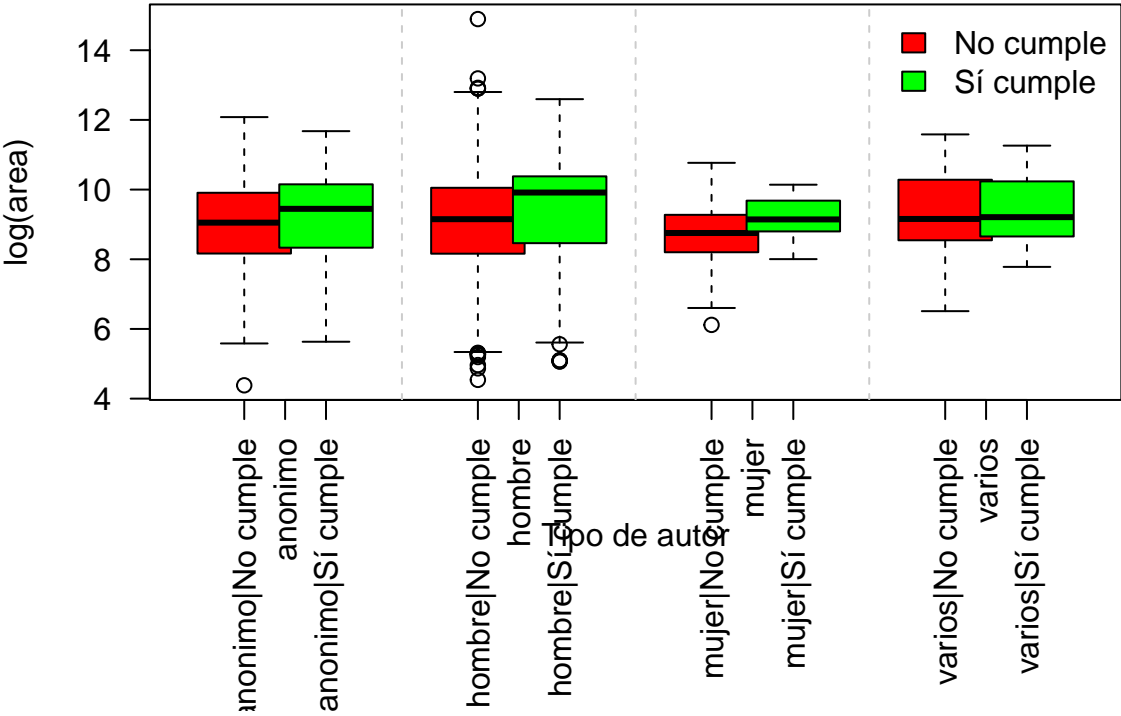 No cumple
Sí cumple
log(area)
14
12
10
8
6
4
anonimo|No cumple
anonimo
anonimo|Sí cumple
hombre|No cumple
hombre
hombre|Sí cumple
mujer|No cumple
mujer
mujer|Sí cumple
varios|No cumple
varios
varios|Sí cumple
Tipo de autor